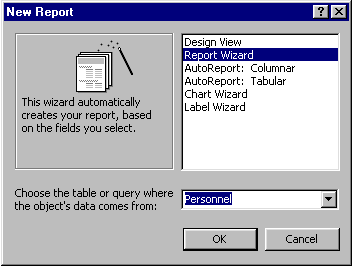 New Report
Design View
Report Wizard
AutoReport: Columnar
AutoReport: Tabular
Chart Wizard
Label Wizard
This wizard automatically
creates your report, based
on the fields you select.
Choose the table or query where
the object's data comes from:
Personnel
OK
Cancel